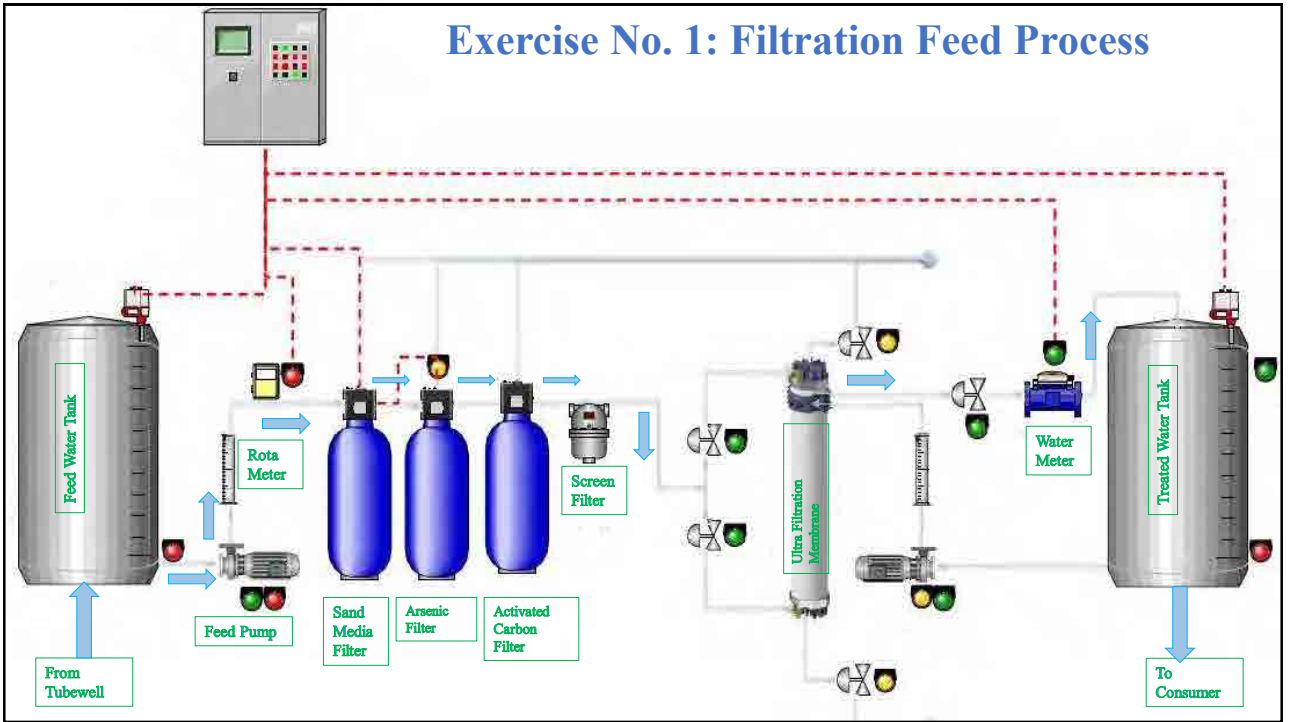 Exercise No. 1: Filtration Feed Process
Feed Water Tank
Rota
Meter
Feed Pump
From
Tubewell
Sand
Media
Filter
Arsenic
Filter
Activated
Carbon
Filter
Screen
Filter
Ultra Filtration
Membrane
Water
Meter
Treated Water Tank
To
Consumer